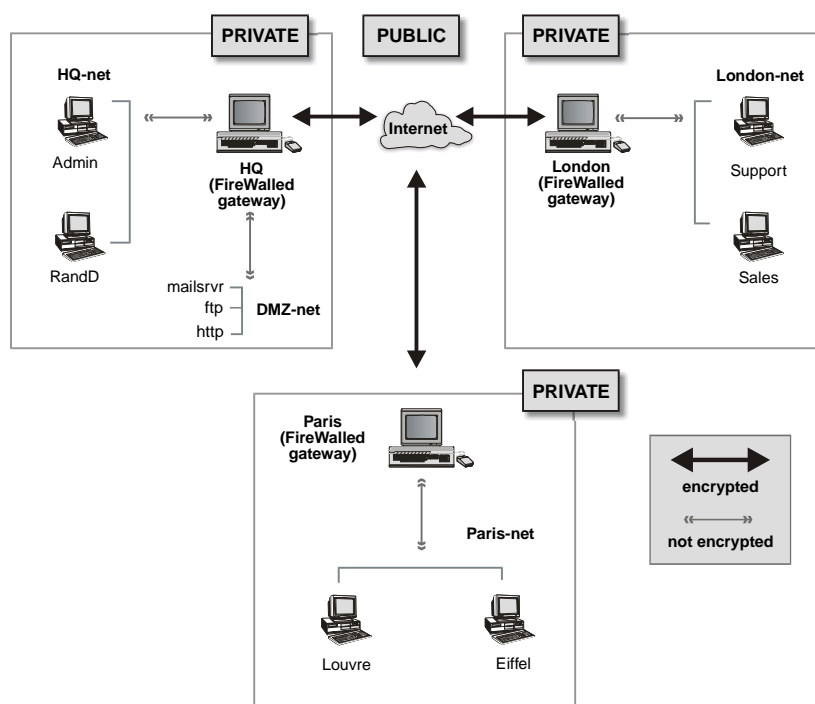 PRIVATE
PUBLIC
PRIVATE
HQ-net
London-net
Internet
Admin
HQ
(FireWalled
gateway)
London
(FireWalled
gateway)
Support
RandD
Sales
mailsrvr
ftp
http
DMZ-net
PRIVATE
Paris
(FireWalled
gateway)
encrypted
not encrypted
Paris-net
Louvre
Eiffel